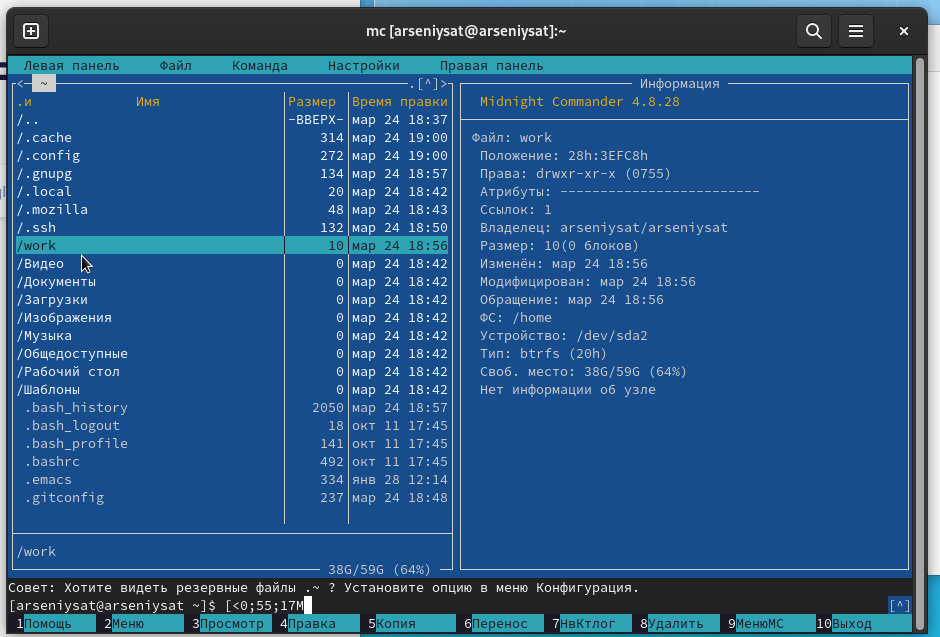 mc [arseniysat@arseniysat]:~
Левая панель Файл Команда Настройки Правая панель
<─ ~ .[^]>
.и Имя Размер Время правки
/.. -ВВЕРХ- мар 24 18:37
/.cache 314 мар 24 19:00
/.config 272 мар 24 19:00
/.gnupg 134 мар 24 18:57
/.local 20 мар 24 18:42
/.mozilla 48 мар 24 18:43
/.ssh 132 мар 24 18:50
/work 10 мар 24 18:56
/Видео 0 мар 24 18:42
/Документы 0 мар 24 18:42
/Загрузки 0 мар 24 18:42
/Изображения 0 мар 24 18:42
/Музыка 0 мар 24 18:42
/Общедоступные 0 мар 24 18:42
/Рабочий стол 0 мар 24 18:42
/Шаблоны 0 мар 24 18:42
.bash_history 2050 мар 24 18:57
.bash_logout 18 окт 11 17:45
.bash_profile 141 окт 11 17:45
.bashrc 492 окт 11 17:45
.emacs 334 янв 28 12:14
.gitconfig 237 мар 24 18:48
/work
38G/59G (64%)
Информация
Midnight Commander 4.8.28
Файл: work
Положение: 28h:3EFC8h
Права: drwxr-xr-x (0755)
Атрибуты: -------------------------
Ссылок: 1
Владелец: arseniysat/arseniysat
Размер: 10(0 блоков)
Изменён: мар 24 18:56
Модифицирован: мар 24 18:56
Обращение: мар 24 18:56
ФС: /home
Устройство: /dev/sda2
Тип: btrfs (20h)
Своб. место: 38G/59G (64%)
Нет информации об узле
Совет: Хотите видеть резервные файлы .~ ? Установите опцию в меню Конфигурация.
[arseniysat@arseniysat ~]$ [<0;55;17M [^]
1Помощь 2Меню 3Просмотр 4Правка 5Копия 6Перенос 7НвКтлог 8Удалить 9МенюМС 10Выход